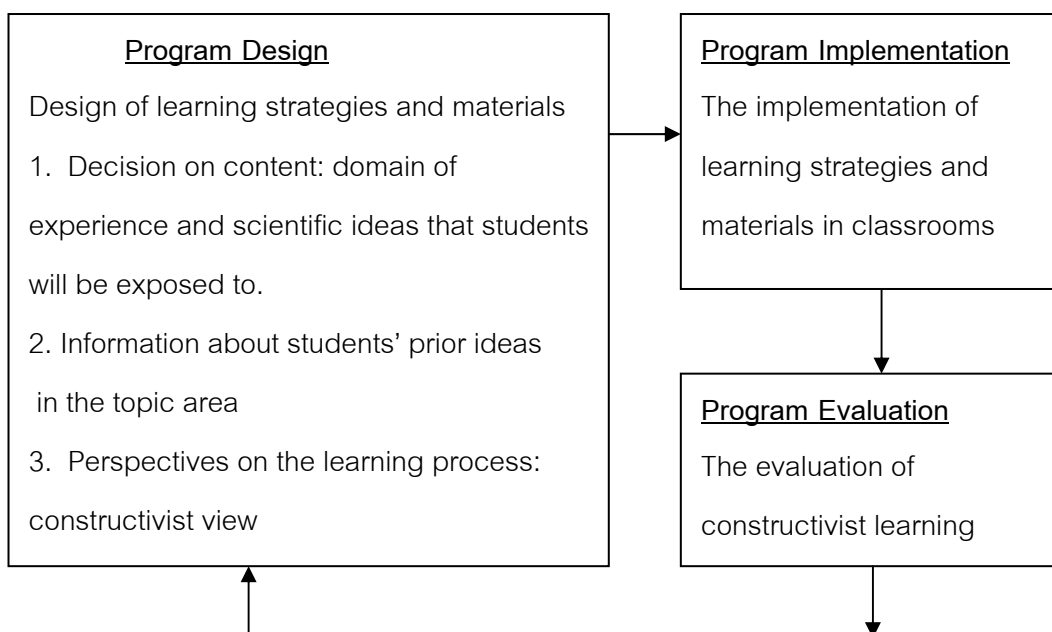 Program Design
Design of learning strategies and materials
1. Decision on content: domain of
experience and scientific ideas that students
will be exposed to.
2. Information about students’ prior ideas
in the topic area
3. Perspectives on the learning process:
constructivist view
Program Implementation
The implementation of
learning strategies and
materials in classrooms
Program Evaluation
The evaluation of
constructivist learning